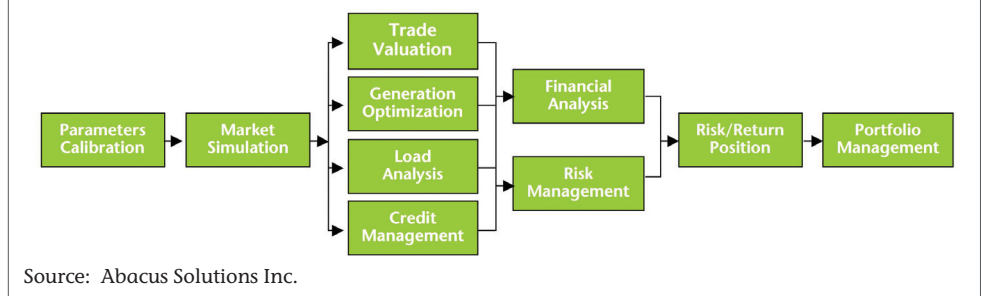 Parameters
Calibration
Market
Simulation
Trade
Valuation
Generation
Optimization
Load
Analysis
Credit
Management
Financial
Analysis
Risk
Management
Risk/Return
Position
Portfolio
Management
Source: Abacus Solutions Inc.